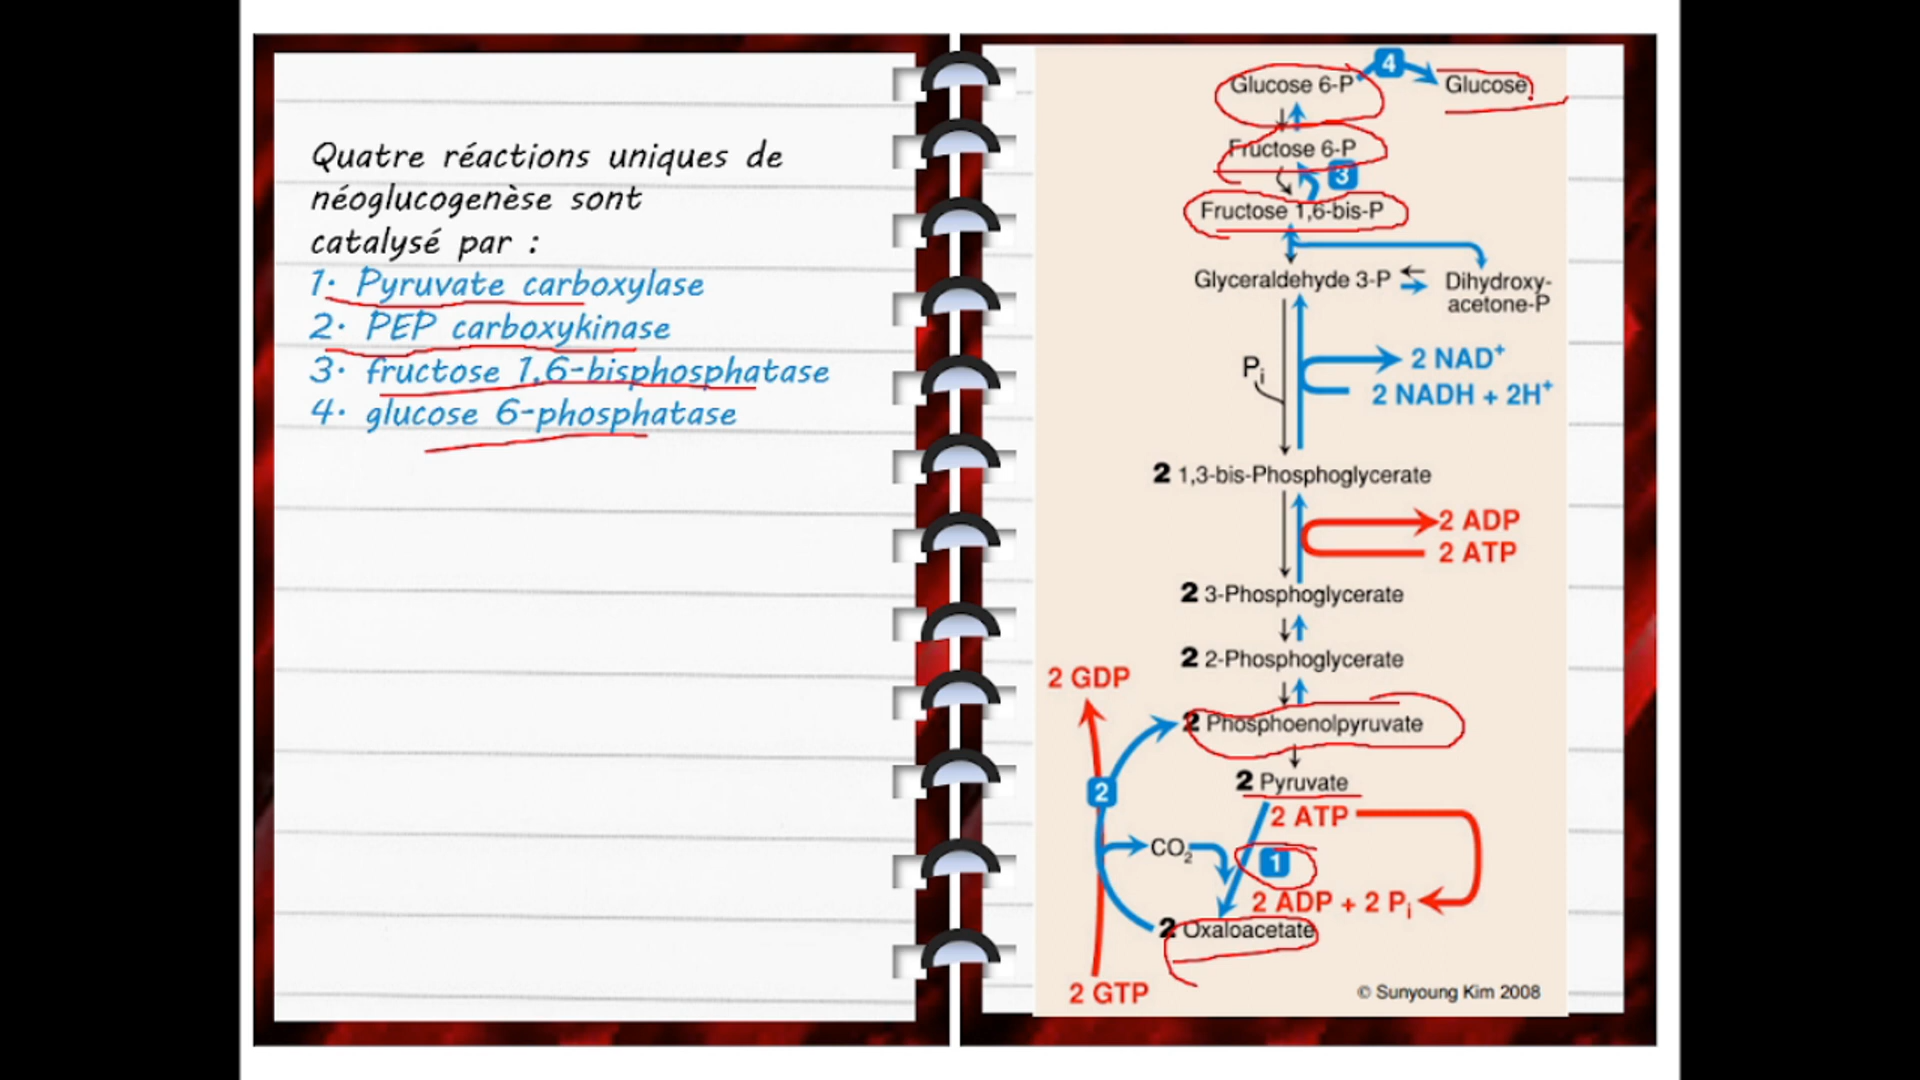 Quatre réactions uniques de
néoglucogenèse sont
catalysé par :
1. Pyruvate carboxylase
2. PEP carboxykinase
3. fructose 1,6-bisphosphatase
4. glucose 6-phosphatase
Glucose 6-P 4 Glucose
Fructose 6-P
3
Fructose 1,6-bis-P
Glyceraldehyde 3-P Dihydroxy-
acetone-P
Pi
2 NAD⁺
2 NADH + 2H⁺
2 1,3-bis-Phosphoglycerate
2 ADP
2 ATP
2 3-Phosphoglycerate
2 2-Phosphoglycerate
2 GDP
2 Phosphoenolpyruvate
2 Pyruvate
2
2 ATP
CO₂
1
2 ADP + 2 Pi
2 Oxaloacetate
2 GTP
© Sunyoung Kim 2008